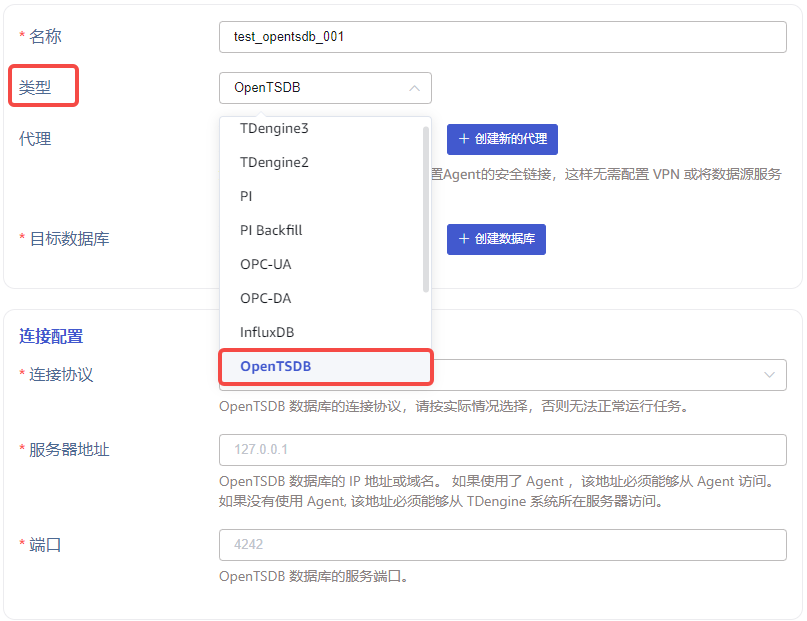 * 名称
test_opentsdb_001
类型
OpenTSDB
代理
TDengine3
TDengine2
PI
PI Backfill
OPC-UA
OPC-DA
InfluxDB
OpenTSDB
+ 创建新的代理
置Agent的安全链接，这样无需配置 VPN 或将数据源服务
* 目标数据库
+ 创建数据库
连接配置
* 连接协议
OpenTSDB 数据库的连接协议，请按实际情况选择，否则无法正常运行任务。
* 服务器地址
127.0.0.1
OpenTSDB 数据库的 IP 地址或域名。 如果使用了 Agent ，该地址必须能够从 Agent 访问。
如果没有使用 Agent, 该地址必须能够从 TDengine 系统所在服务器访问。
* 端口
4242
OpenTSDB 数据库的服务端口。